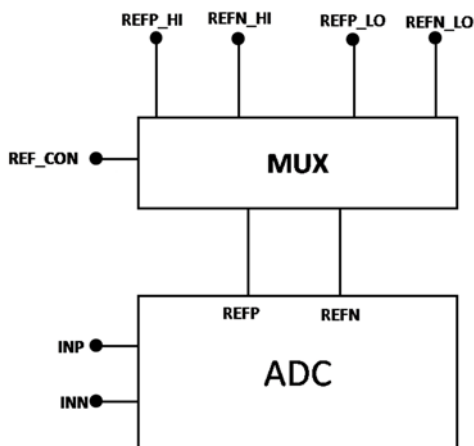 REFP_HI REFN_HI REFP_LO REFN_LO
REF_CON
MUX
REFP REFN
INP
ADC
INN